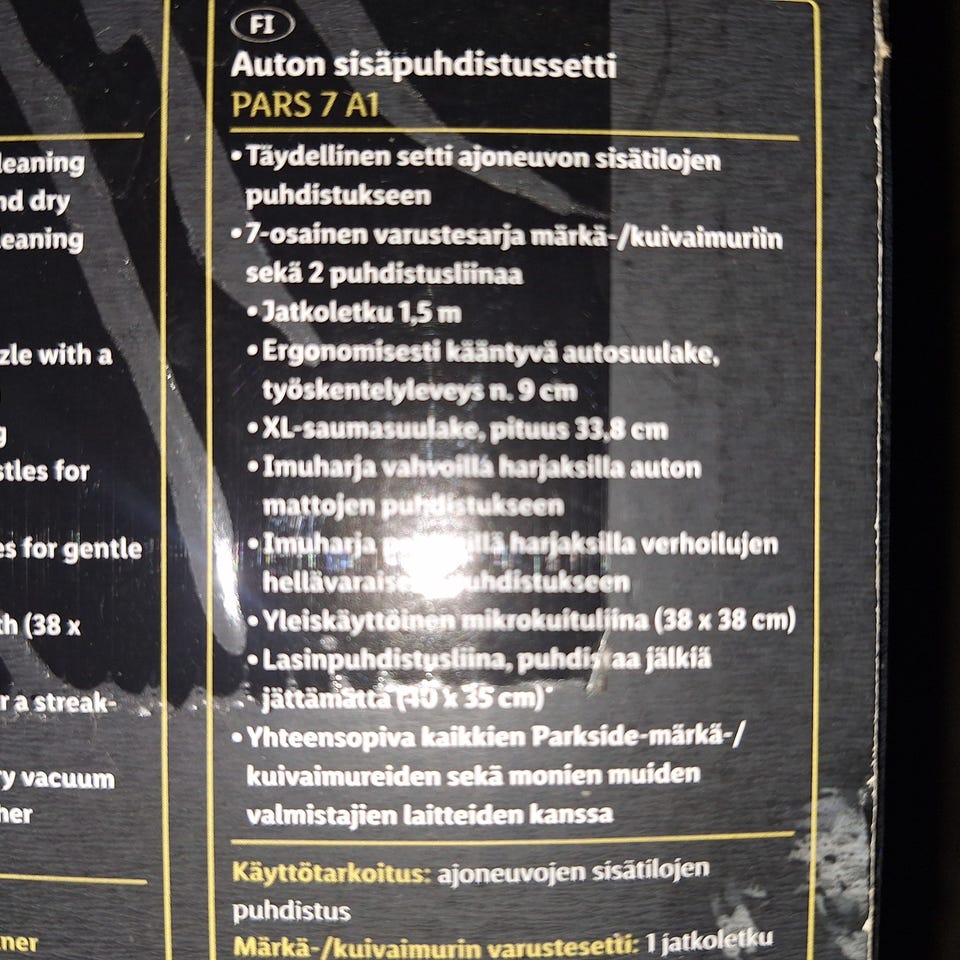 leaning
nd dry
leaning
zle with a
g
stles for
es for gentle
th (38 x
r a streak-
ry vacuum
her
ner
FI
Auton sisäpuhdistussetti
PARS 7 A1
• Täydellinen setti ajoneuvon sisätilojen
puhdistukseen
• 7-osainen varustesarja märkä-/kuivaimuriin
sekä 2 puhdistusliinaa
• Jatkoletku 1,5 m
• Ergonomisesti kääntyvä autosuulake,
työskentelyleveys n. 9 cm
• XL-saumasuulake, pituus 33,8 cm
• Imuharja vahvoilla harjaksilla auton
mattojen puhdistukseen
• Imuharja harjaksilla verhoilujen
puhdistukseen
• Yleiskäyttöinen mikrokuituliina (38 x 38 cm)
• Lasinpuhdistusliina, puhdistaa jälkiä
jättämättä (40 x 35 cm)
• Yhteensopiva kaikkien Parkside-märkä-/
kuivaimureiden sekä monien muiden
valmistajien laitteiden kanssa
Käyttötarkoitus: ajoneuvojen sisätilojen
puhdistus
Märkä-/kuivaimurin varustesetti: 1 jatkoletku